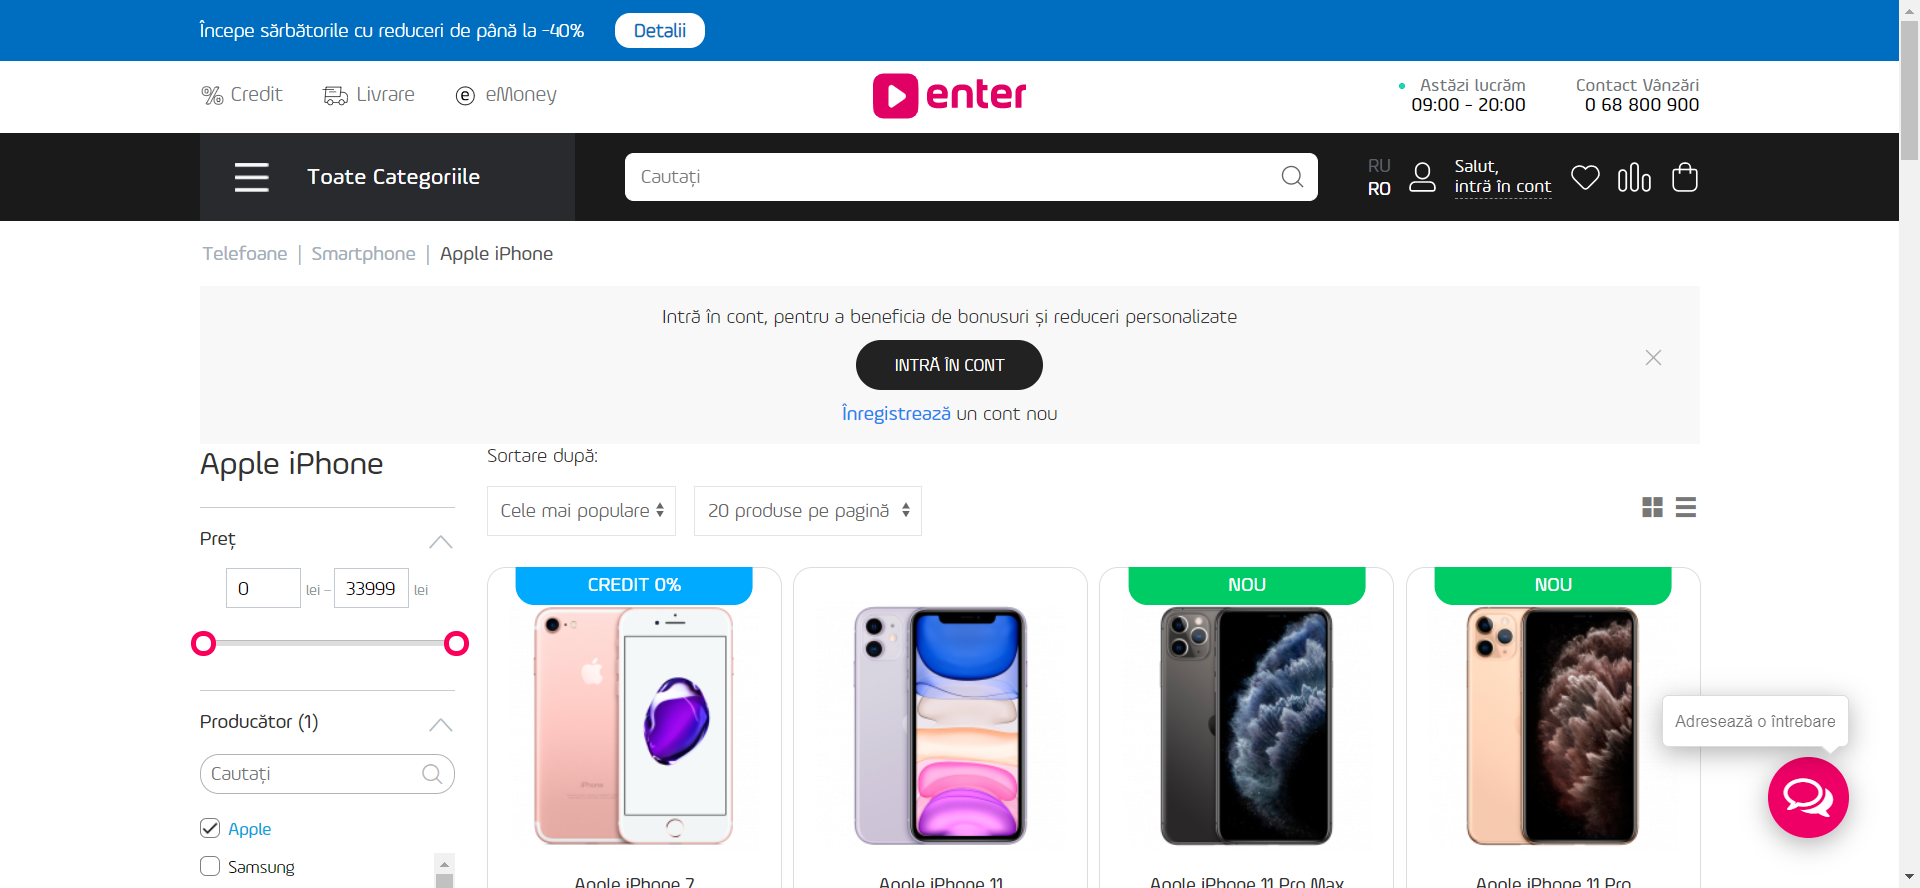 Începe sărbătorile cu reduceri de până la -40% Detalii
Credit Livrare eMoney
enter
Astăzi lucrăm
09:00 - 20:00
Contact Vânzări
0 68 800 900
Toate Categoriile
Cautați
RU
RO
Salut,
intră în cont
Telefoane | Smartphone | Apple iPhone
Intră în cont, pentru a beneficia de bonusuri și reduceri personalizate
INTRĂ ÎN CONT
Înregistrează un cont nou
Apple iPhone
Preț
0 lei – 33999 lei
Producător (1)
Cautați
Apple
Samsung
Sortare după:
Cele mai populare
20 produse pe pagină
CREDIT 0%
NOU
NOU
iPhone
Apple iPhone 7
Apple iPhone 11
Apple iPhone 11 Pro Max
Apple iPhone 11 Pro
Adresează o întrebare